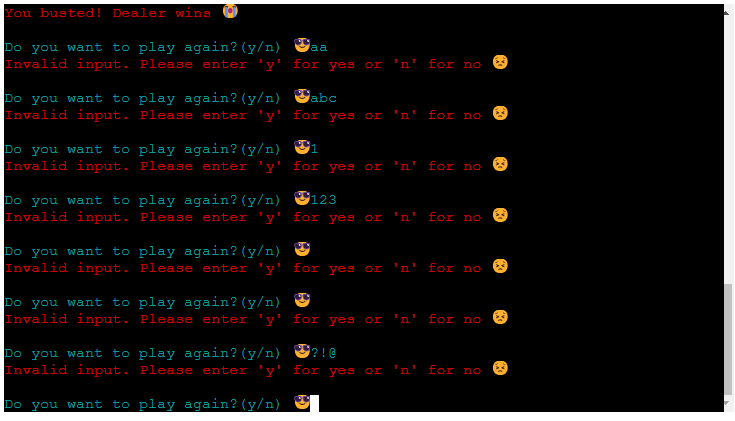 You busted! Dealer wins 😭
Do you want to play again?(y/n) 😎aa
Invalid input. Please enter 'y' for yes or 'n' for no 😣
Do you want to play again?(y/n) 😎abc
Invalid input. Please enter 'y' for yes or 'n' for no 😣
Do you want to play again?(y/n) 😎1
Invalid input. Please enter 'y' for yes or 'n' for no 😣
Do you want to play again?(y/n) 😎123
Invalid input. Please enter 'y' for yes or 'n' for no 😣
Do you want to play again?(y/n) 😎
Invalid input. Please enter 'y' for yes or 'n' for no 😣
Do you want to play again?(y/n) 😎
Invalid input. Please enter 'y' for yes or 'n' for no 😣
Do you want to play again?(y/n) 😎?!@
Invalid input. Please enter 'y' for yes or 'n' for no 😣
Do you want to play again?(y/n) 😎